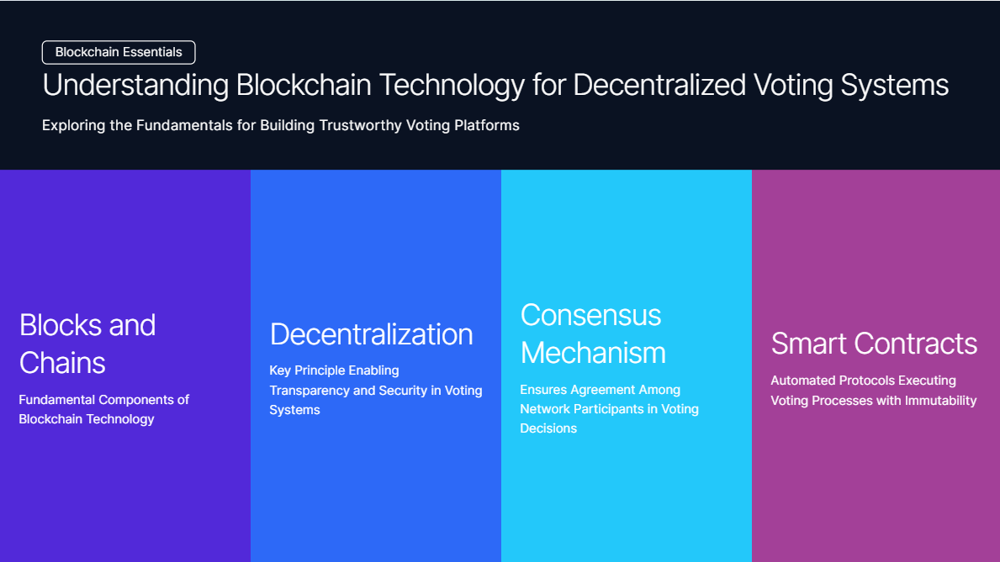 Blockchain Essentials
Understanding Blockchain Technology for Decentralized Voting Systems
Exploring the Fundamentals for Building Trustworthy Voting Platforms
Blocks and
Chains
Fundamental Components of
Blockchain Technology
Decentralization
Key Principle Enabling
Transparency and Security in Voting
Systems
Consensus
Mechanism
Ensures Agreement Among
Network Participants in Voting
Decisions
Smart Contracts
Automated Protocols Executing
Voting Processes with Immutability